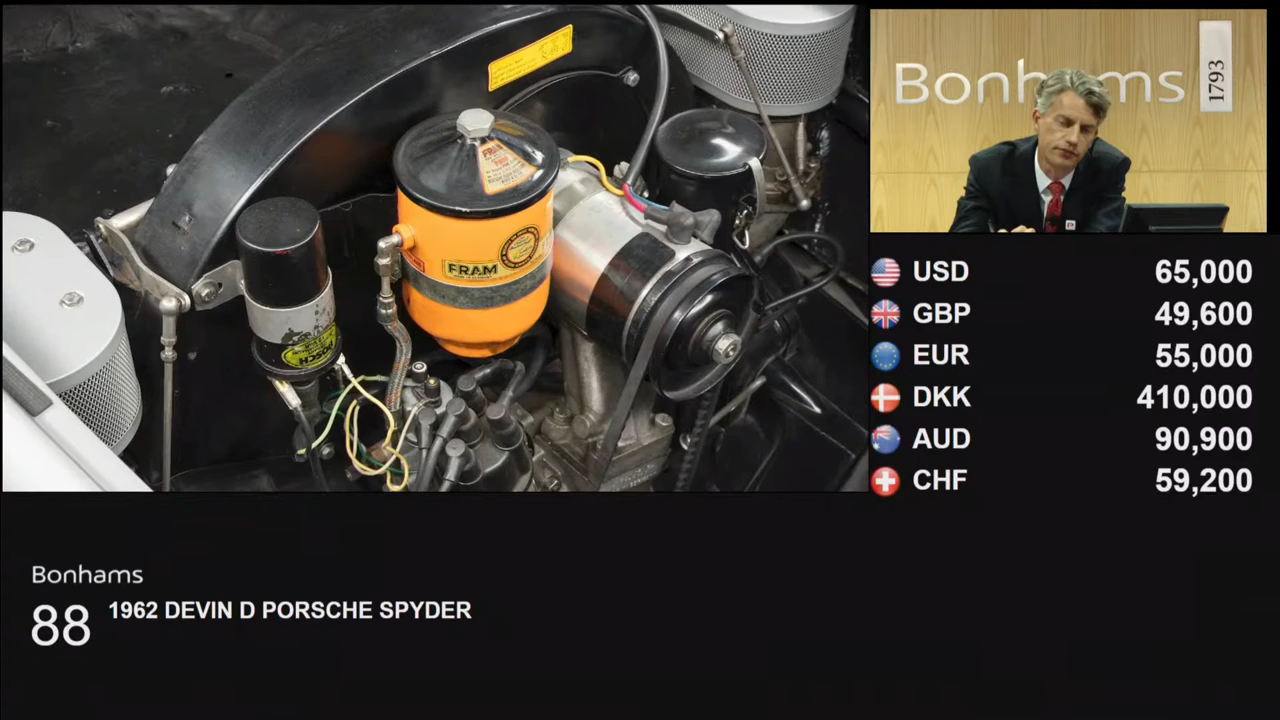 FRAM
BOSCH
Bonhams
1793
USD 65,000
GBP 49,600
EUR 55,000
DKK 410,000
AUD 90,900
CHF 59,200
Bonhams
88 1962 DEVIN D PORSCHE SPYDER